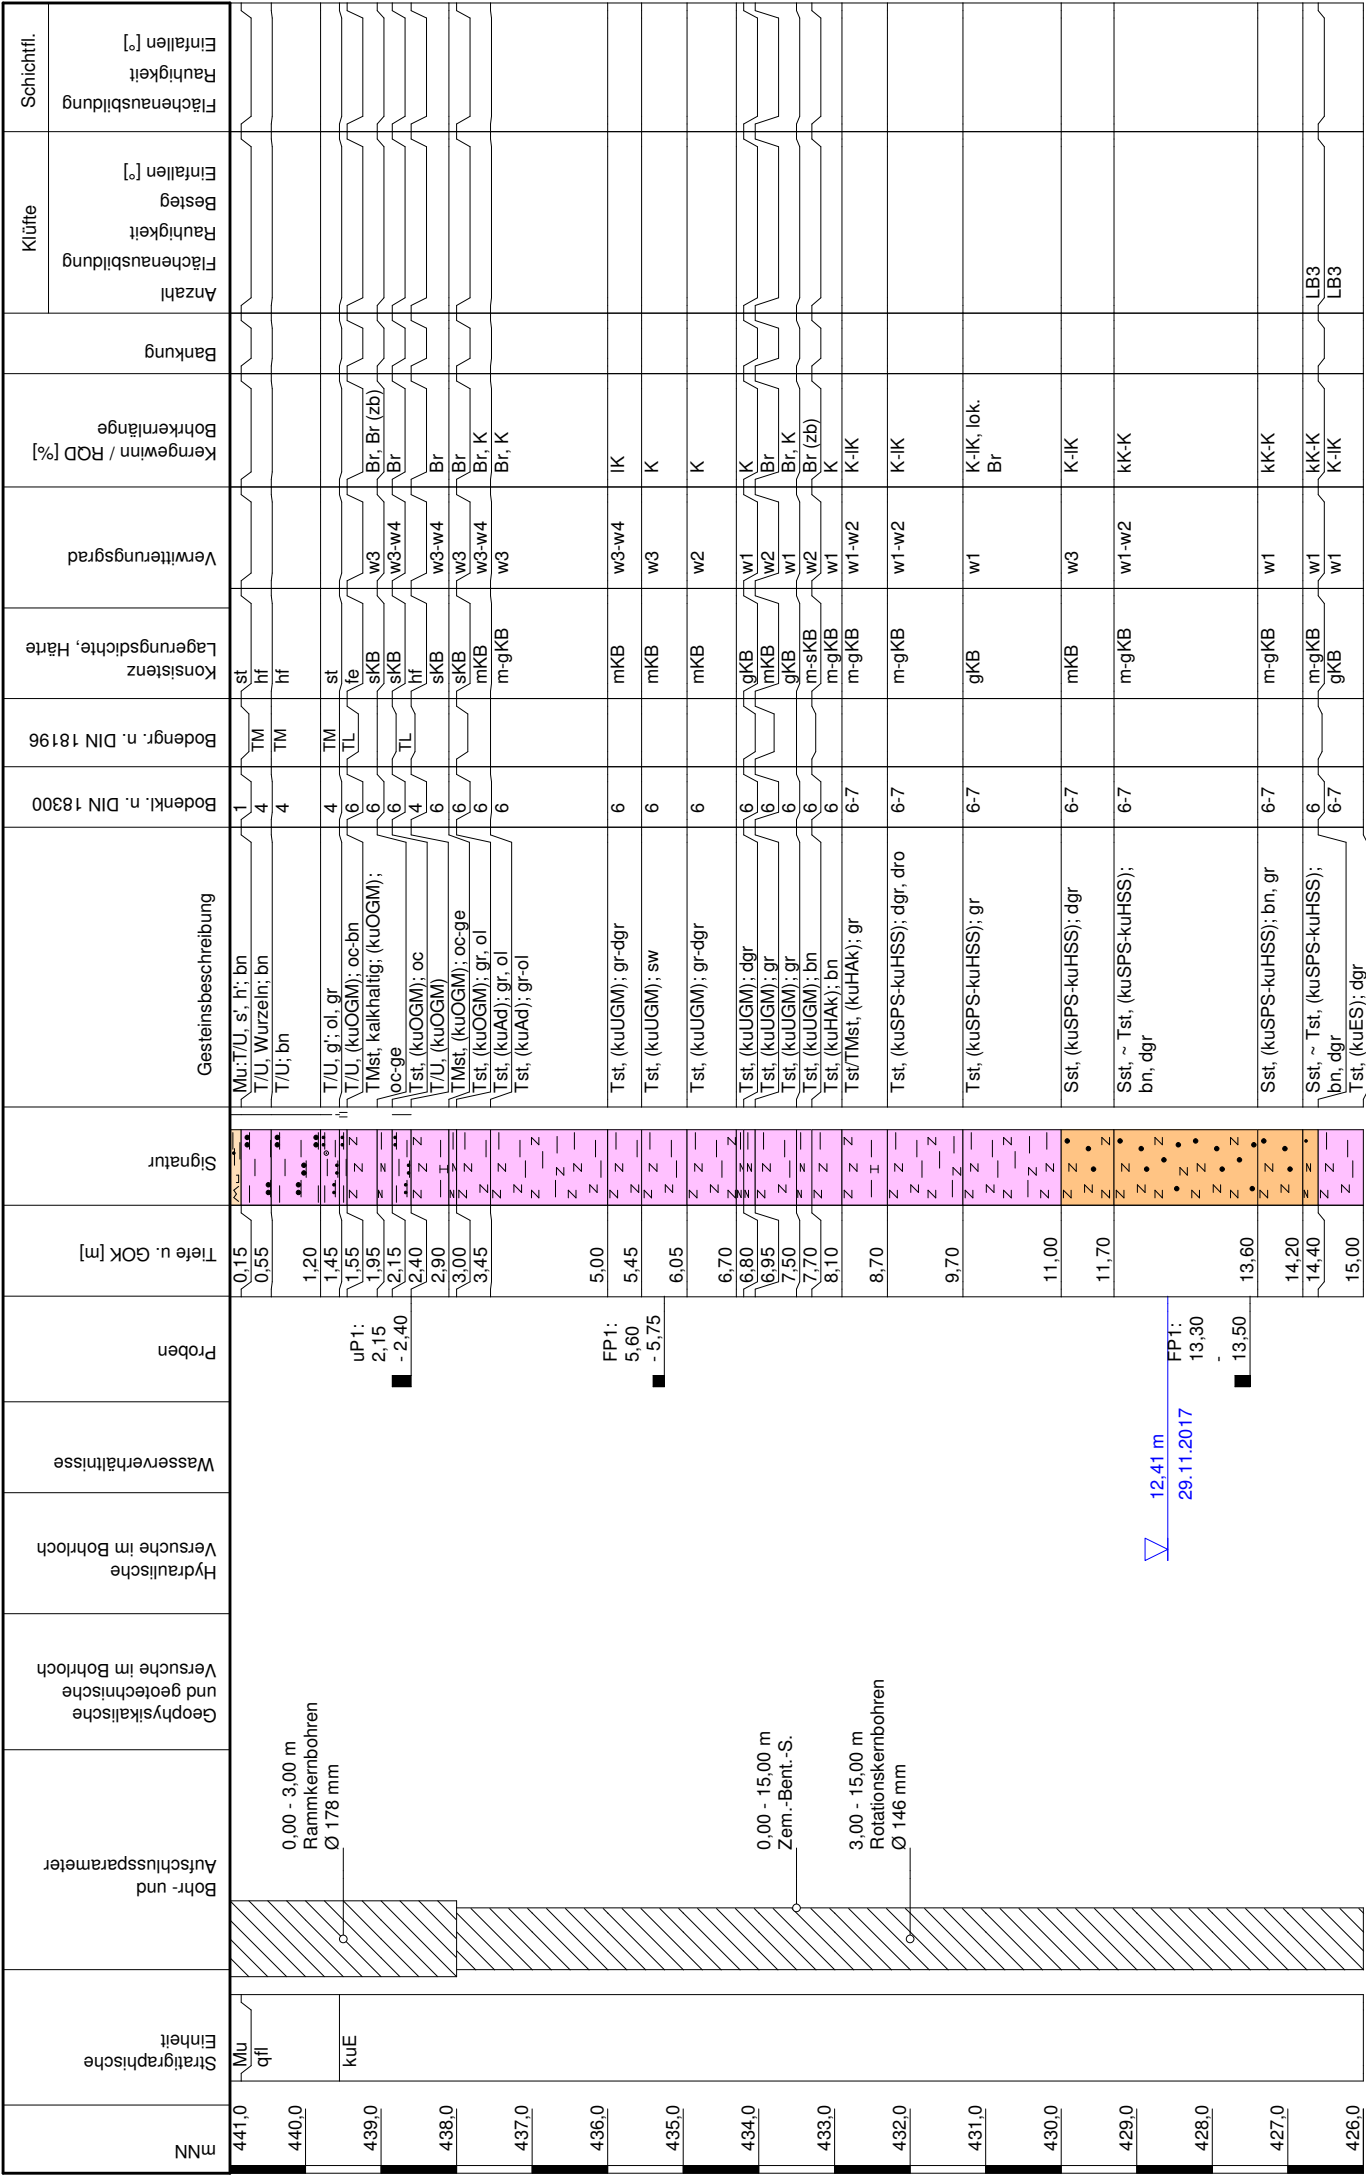 mNN
Stratigraphische
Einheit
Bohr- und
Aufschlussparameter
Geophysikalische
und geotechnische
Versuche im Bohrloch
Hydraulische
Versuche im Bohrloch
Wasserverhältnisse
Proben
Tiefe u. GOK [m]
Signatur
Gesteinsbeschreibung
Bodenkl. n. DIN 18300
Bodengr. n. DIN 18196
Konsistenz
Lagerungsdichte, Härte
Verwitterungsgrad
Kerngewinn / RQD [%]
Bohrkernlänge
Bankung
Klüfte
Anzahl
Flächenausbildung
Rauhigkeit
Besteg
Einfallen [°]
Schichtfl.
Flächenausbildung
Rauhigkeit
Einfallen [°]
441,0
440,0
439,0
438,0
437,0
436,0
435,0
434,0
433,0
432,0
431,0
430,0
429,0
428,0
427,0
426,0
Mu
qfl
kuE
0,00 - 3,00 m
Rammkernbohren
Ø 178 mm
0,00 - 15,00 m
Zem.-Bent.-S.
3,00 - 15,00 m
Rotationskernbohren
Ø 146 mm
12,41 m
29.11.2017
uP1:
2,15
- 2,40
FP1:
5,60
- 5,75
FP1:
13,30
-
13,50
0,15
0,55
1,20
1,45
1,55
1,95
2,15
2,40
2,90
3,00
3,45
5,00
5,45
6,05
6,70
6,80
6,95
7,50
7,70
8,10
8,70
9,70
11,00
11,70
13,60
14,20
14,40
15,00
Mu:T/U, s', h'; bn
T/U, Wurzeln; bn
T/U; bn
T/U, g'; ol, gr
T/U, (kuOGM); oc-bn
TMst, kalkhaltig; (kuOGM);
oc-ge
Tst, (kuOGM); oc
T/U, (kuOGM)
TMst, (kuOGM); oc-ge
Tst, (kuOGM); gr, ol
Tst, (kuAd); gr, ol
Tst, (kuAd); gr-ol
Tst, (kuUGM); gr-dgr
Tst, (kuUGM); sw
Tst, (kuUGM); gr-dgr
Tst, (kuUGM); dgr
Tst, (kuUGM); gr
Tst, (kuUGM); gr
Tst, (kuUGM); bn
Tst, (kuHAk); bn
Tst/TMst, (kuHAk); gr
Tst, (kuSPS-kuHSS); dgr, dro
Tst, (kuSPS-kuHSS); gr
Sst, (kuSPS-kuHSS); dgr
Sst, ~ Tst, (kuSPS-kuHSS);
bn, dgr
Sst, (kuSPS-kuHSS); bn, gr
Sst, ~ Tst, (kuSPS-kuHSS);
bn, dgr
Tst, (kuES); dgr
1
4
4
4
6
6
6
4
6
6
6
6
6
6
6
6
6
6
6
6
6-7
6-7
6-7
6-7
6-7
6-7
6
6-7
TM
TM
TM
TL
TL
st
hf
hf
st
fe
sKB
sKB
hf
sKB
sKB
mKB
m-gKB
mKB
mKB
mKB
gKB
mKB
gKB
m-sKB
m-gKB
m-gKB
m-gKB
gKB
mKB
m-gKB
m-gKB
m-gKB
gKB
w3
w3-w4
w3-w4
w3
w3-w4
w3
w3-w4
w3
w2
w1
w2
w1
w2
w1
w1-w2
w1-w2
w1
w3
w1-w2
w1
w1
w1
Br, Br (zb)
Br
Br
Br
Br, K
Br, K
lK
K
K
K
Br
Br, K
Br (zb)
K
K-lK
K-lK
K-lK, lok.
Br
K-lK
kK-K
kK-K
kK-K
K-lK
LB3
LB3